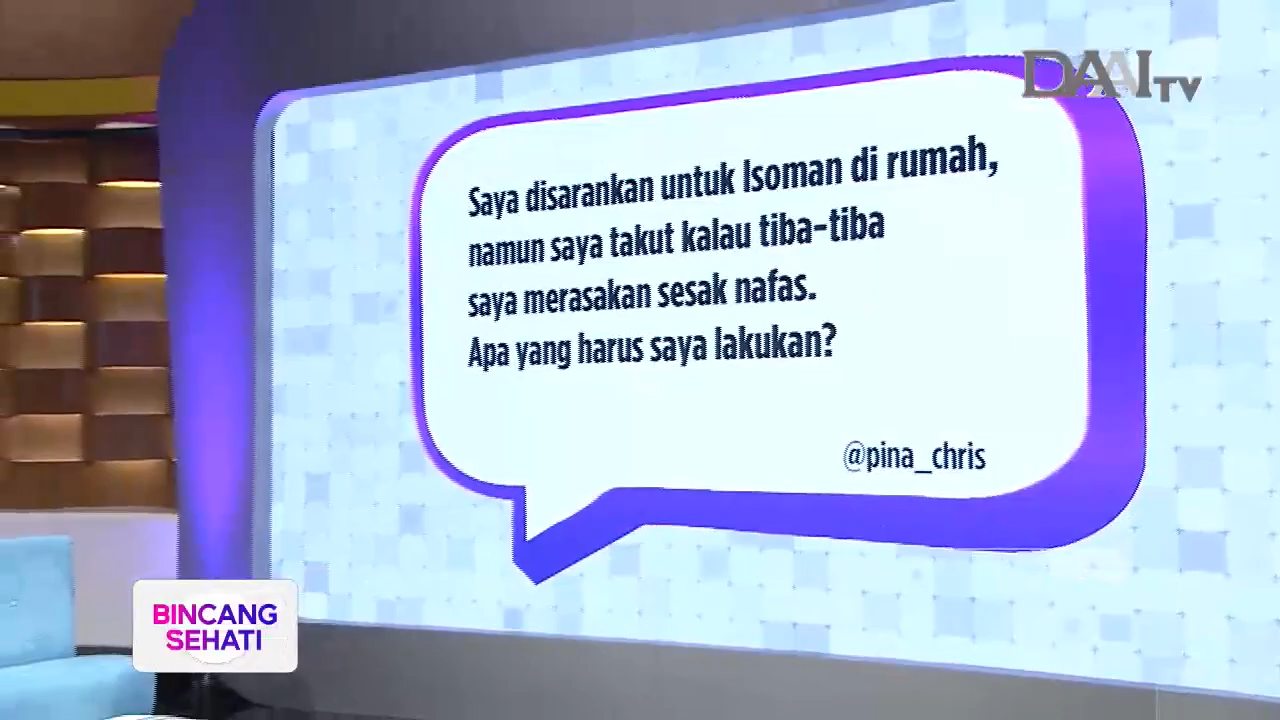 DAAI TV
Saya disarankan untuk Isoman di rumah,
namun saya takut kalau tiba-tiba
saya merasakan sesak nafas.
Apa yang harus saya lakukan?
@pina_chris
BINCANG
SEHATI